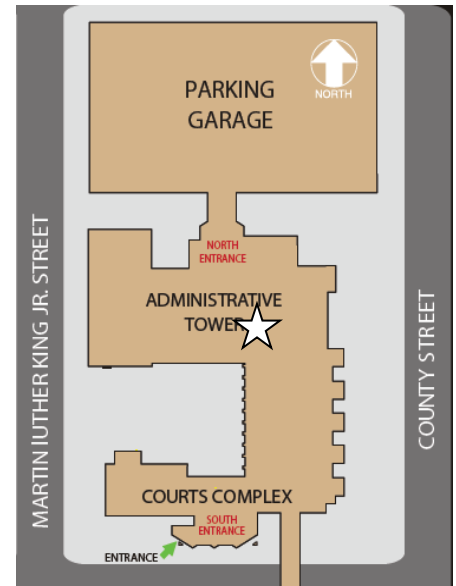 PARKING
GARAGE
NORTH
NORTH
ENTRANCE
ADMINISTRATIVE
TOWER
MARTIN LUTHER KING JR. STREET
COUNTY STREET
COURTS COMPLEX
SOUTH
ENTRANCE
ENTRANCE